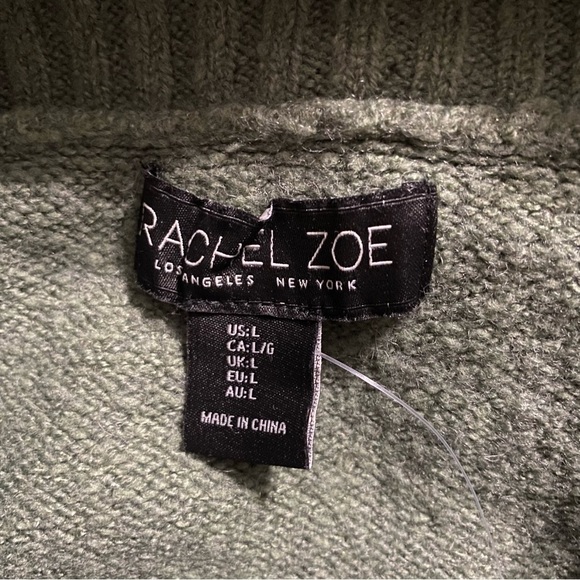 RACHEL ZOE
LOS ANGELES NEW YORK
US:L
CA:L/G
UK:L
EU:L
AU:L
MADE IN CHINA